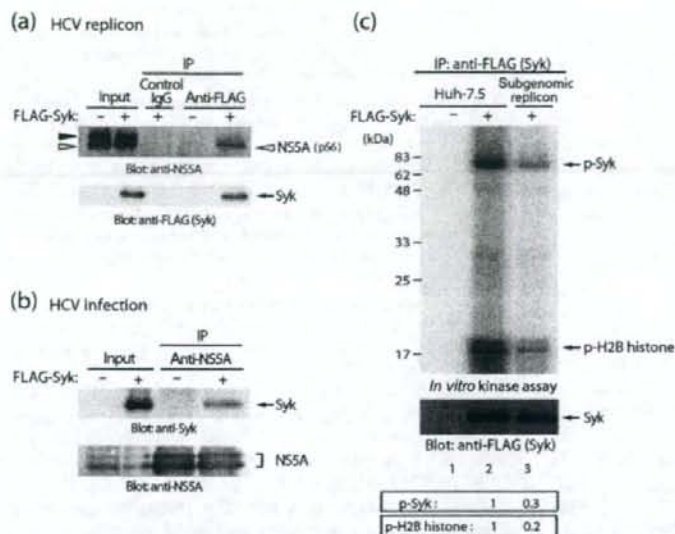 (a) HCV replicon
IP
Input Control IgG Anti-FLAG
FLAG-Syk: - + + - +
NS5A (p56)
Blot: anti-NS5A
Syk
Blot: anti-FLAG (Syk)
(b) HCV infection
IP
Input Anti-NS5A
FLAG-Syk: - + - +
Syk
Blot: anti-Syk
NS5A
Blot: anti-NS5A
(c)
IP: anti-FLAG (Syk)
Huh-7.5 Subgenomic replicon
FLAG-Syk: - + +
(kDa)
83
62
48
33
25
17
p-Syk
p-H2B histone
In vitro kinase assay
Syk
Blot: anti-FLAG (Syk)
1 2 3
p-Syk : 1 0.3
p-H2B histone : 1 0.2